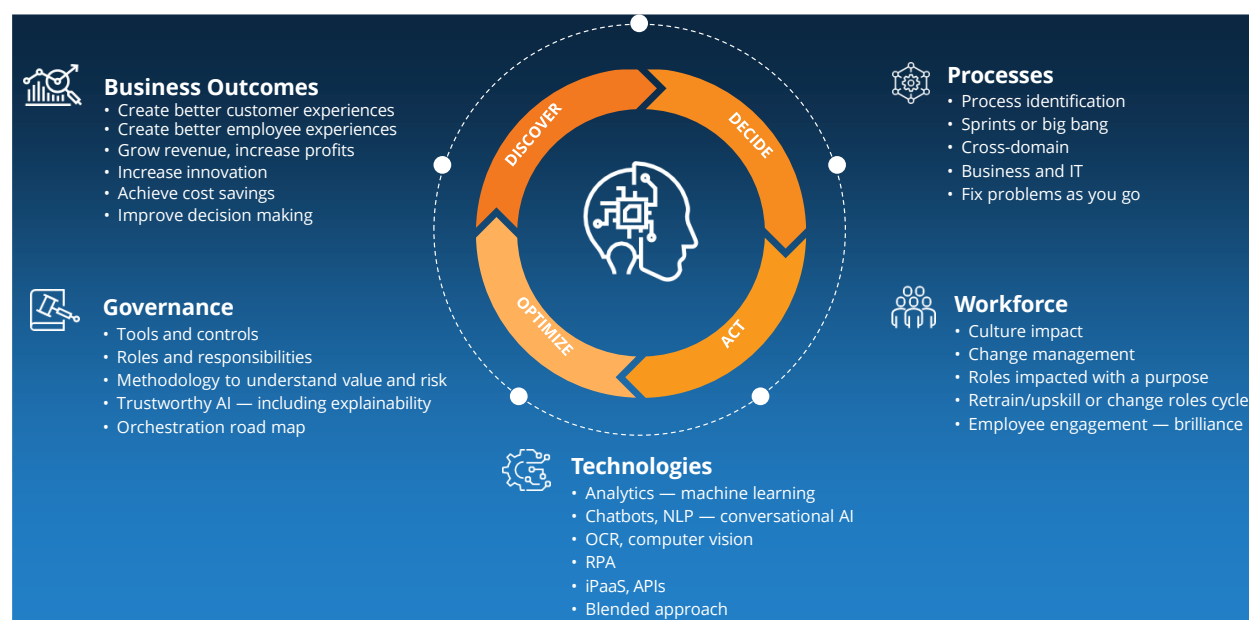 Business Outcomes
• Create better customer experiences
• Create better employee experiences
• Grow revenue, increase profits
• Increase innovation
• Achieve cost savings
• Improve decision making
DISCOVER
DECIDE
ACT
OPTIMIZE
Processes
• Process identification
• Sprints or big bang
• Cross-domain
• Business and IT
• Fix problems as you go
Governance
• Tools and controls
• Roles and responsibilities
• Methodology to understand value and risk
• Trustworthy AI — including explainability
• Orchestration road map
Workforce
• Culture impact
• Change management
• Roles impacted with a purpose
• Retrain/upskill or change roles cycle
• Employee engagement — brilliance
Technologies
• Analytics — machine learning
• Chatbots, NLP — conversational AI
• OCR, computer vision
• RPA
• iPaaS, APIs
• Blended approach